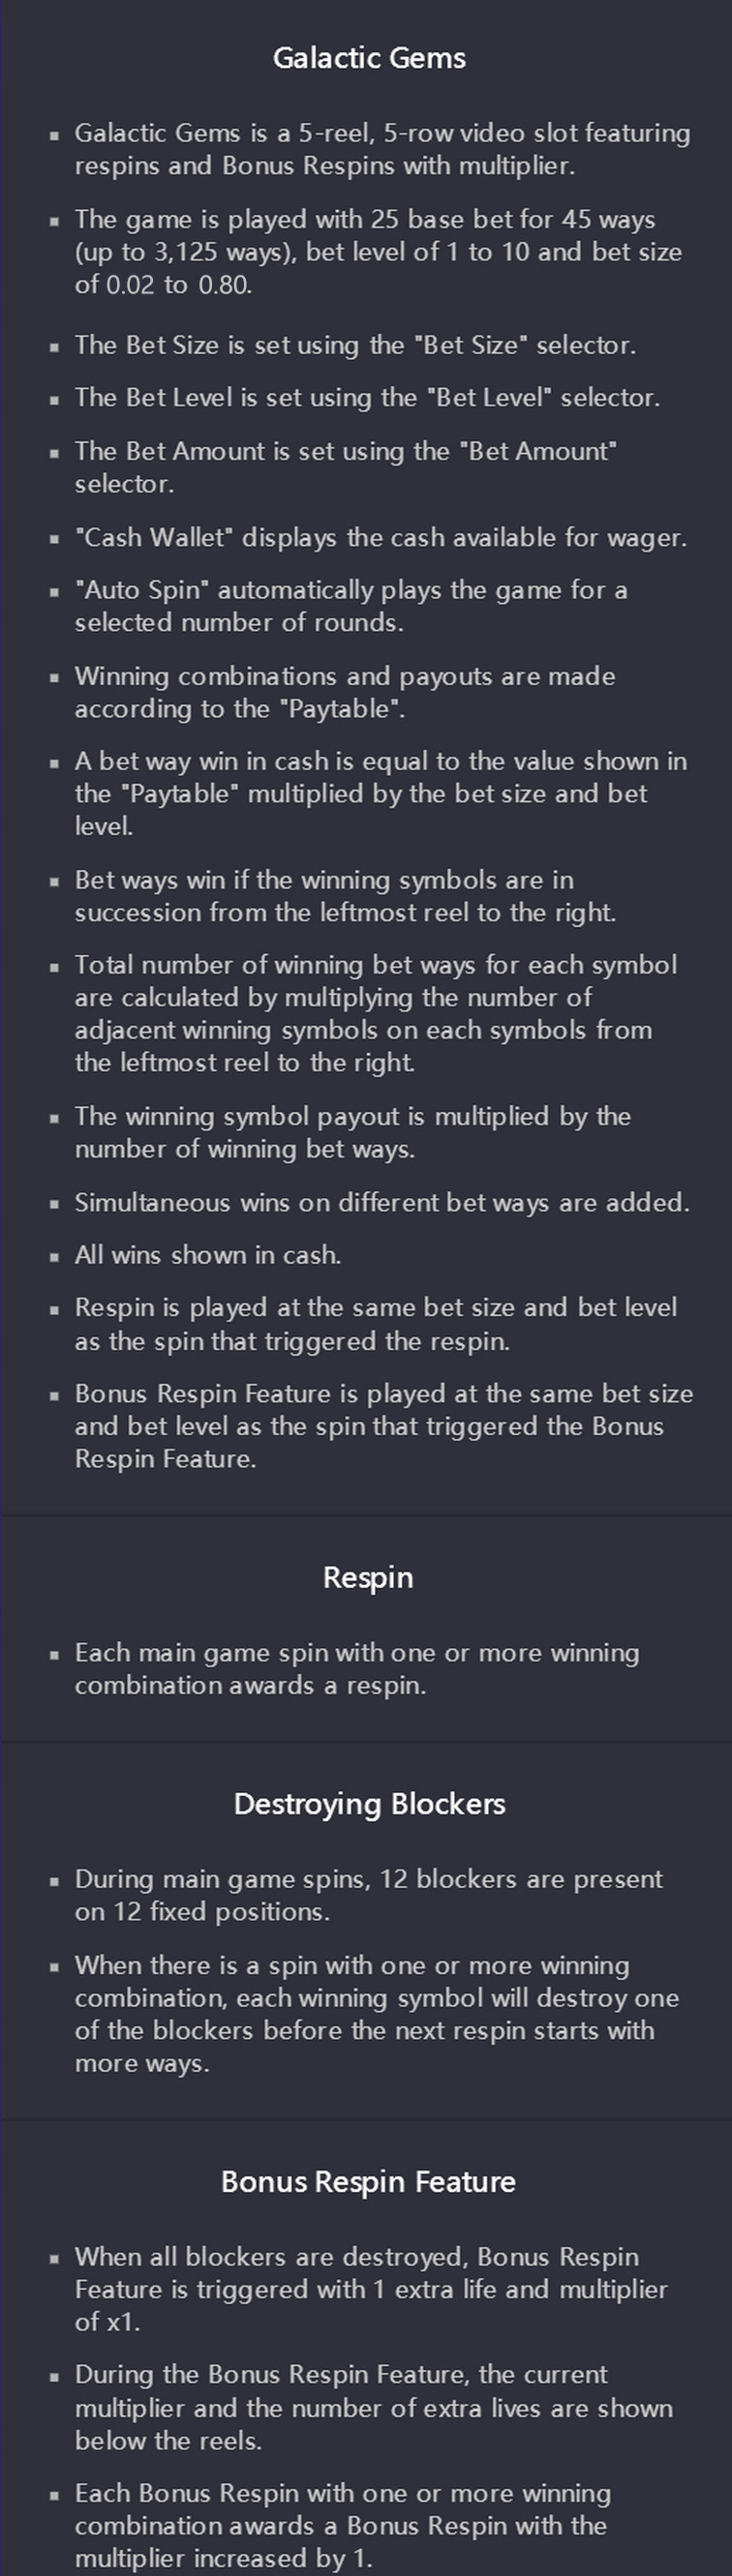 Galactic Gems
▪ Galactic Gems is a 5-reel, 5-row video slot featuring
respins and Bonus Respins with multiplier.
▪ The game is played with 25 base bet for 45 ways
(up to 3,125 ways), bet level of 1 to 10 and bet size
of 0.02 to 0.80.
▪ The Bet Size is set using the "Bet Size" selector.
▪ The Bet Level is set using the "Bet Level" selector.
▪ The Bet Amount is set using the "Bet Amount"
selector.
▪ "Cash Wallet" displays the cash available for wager.
▪ "Auto Spin" automatically plays the game for a
selected number of rounds.
▪ Winning combinations and payouts are made
according to the "Paytable".
▪ A bet way win in cash is equal to the value shown in
the "Paytable" multiplied by the bet size and bet
level.
▪ Bet ways win if the winning symbols are in
succession from the leftmost reel to the right.
▪ Total number of winning bet ways for each symbol
are calculated by multiplying the number of
adjacent winning symbols on each symbols from
the leftmost reel to the right.
▪ The winning symbol payout is multiplied by the
number of winning bet ways.
▪ Simultaneous wins on different bet ways are added.
▪ All wins shown in cash.
▪ Respin is played at the same bet size and bet level
as the spin that triggered the respin.
▪ Bonus Respin Feature is played at the same bet size
and bet level as the spin that triggered the Bonus
Respin Feature.
Respin
▪ Each main game spin with one or more winning
combination awards a respin.
Destroying Blockers
▪ During main game spins, 12 blockers are present
on 12 fixed positions.
▪ When there is a spin with one or more winning
combination, each winning symbol will destroy one
of the blockers before the next respin starts with
more ways.
Bonus Respin Feature
▪ When all blockers are destroyed, Bonus Respin
Feature is triggered with 1 extra life and multiplier
of x1.
▪ During the Bonus Respin Feature, the current
multiplier and the number of extra lives are shown
below the reels.
▪ Each Bonus Respin with one or more winning
combination awards a Bonus Respin with the
multiplier increased by 1.